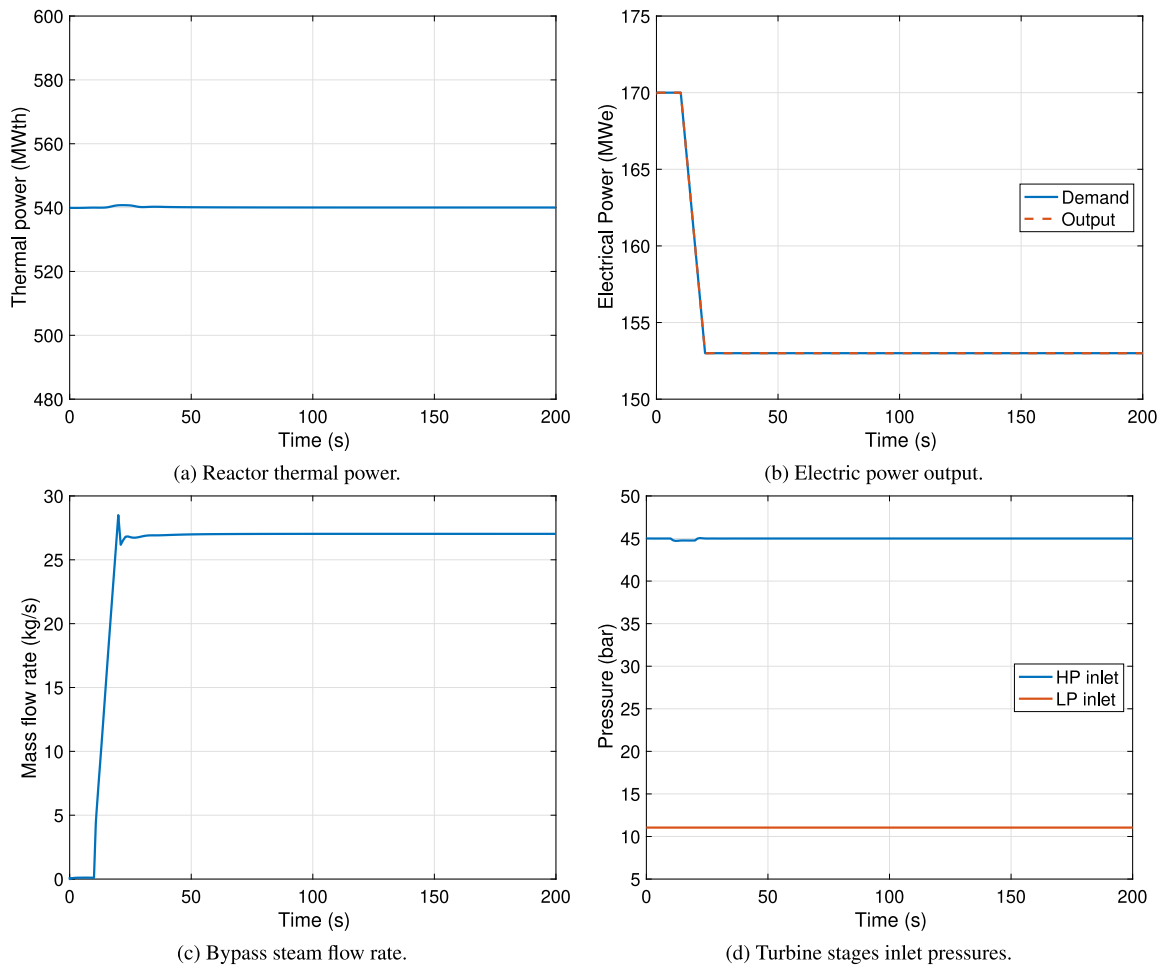 600
580
560
540
520
500
480
0 50 100 150 200
Thermal power (MWth)
Time (s)
(a) Reactor thermal power.
175
170
165
160
155
150
0 50 100 150 200
Electrical Power (MWe)
Demand
Output
Time (s)
(b) Electric power output.
30
25
20
15
10
5
0
0 50 100 150 200
Mass flow rate (kg/s)
Time (s)
(c) Bypass steam flow rate.
50
45
40
35
30
25
20
15
10
5
0 50 100 150 200
Pressure (bar)
HP inlet
LP inlet
Time (s)
(d) Turbine stages inlet pressures.